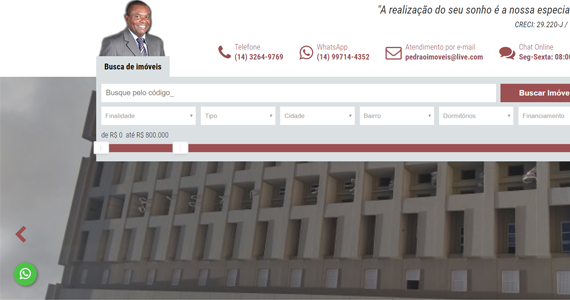 "A realização do seu sonho é a nossa especia
CRECI: 29.220-J /
Telefone
(14) 3264-9769
WhatsApp
(14) 99714-4352
Atendimento por e-mail
pedraoimoveis@live.com
Chat Online
Seg-Sexta: 08:00
Busca de imóveis
Busque pelo código_
Buscar Imóve
Finalidade
Tipo
Cidade
Bairro
Dormitórios
Financiamento
de R$ 0 até R$ 800.000